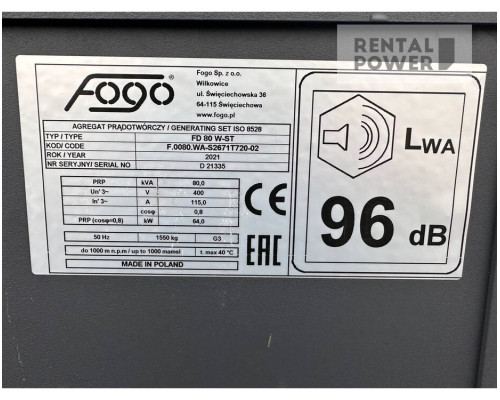 RENTAL
POWER
Fogo®
Fogo Sp. z o.o.
Wilkowice
ul. Święciechowska 36
64-115 Święciechowa
www.fogo.pl
AGREGAT PRĄDOTWÓRCZY / GENERATING SET ISO 8528
TYP / TYPE FD 80 W-ST
KOD/ CODE F.0080.WA-S2671T720-02
ROK / YEAR 2021
NR SERYJNY/ SERIAL NO D 21335
PRP kVA 80,0
Un' 3~ V 400
In' 3~ A 115,0
cosφ 0,8
PRP (cosφ=0,8) kW 64,0
50 Hz 1550 kg G3
do 1000 m n.p.m / up to 1000 mamsl t. max 40 °C
MADE IN POLAND
CE
EAC
LWA
96 dB